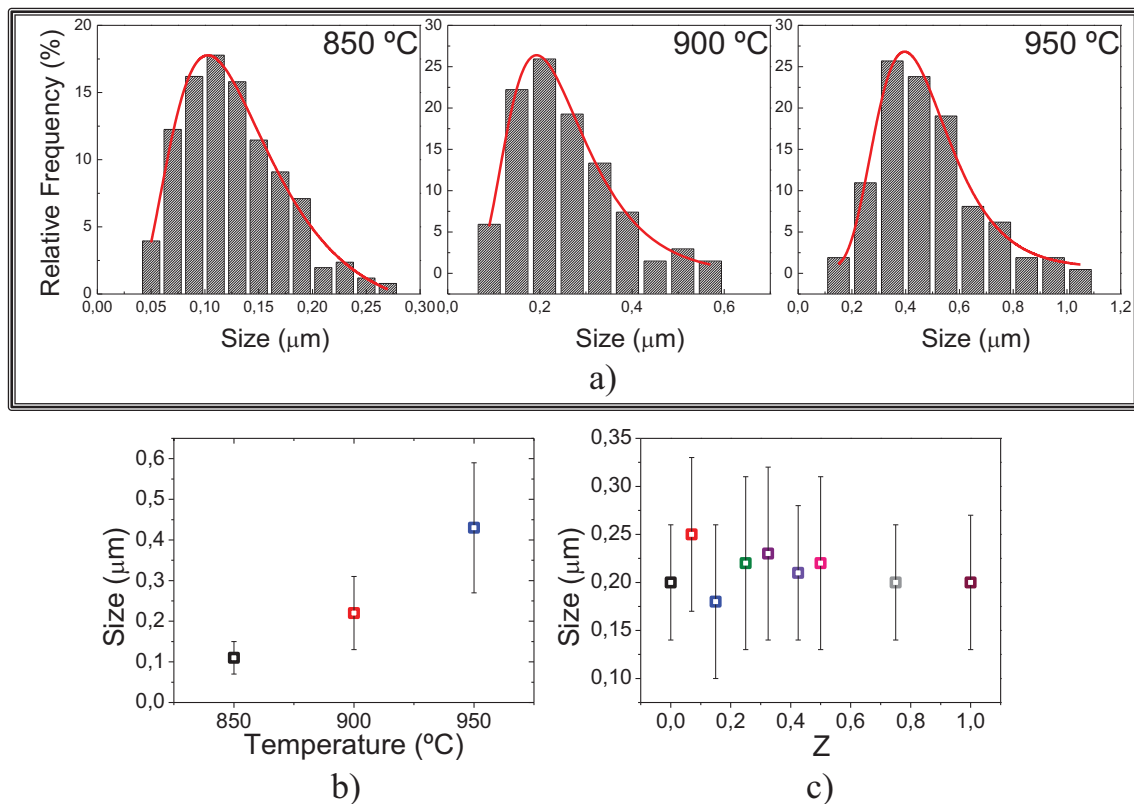 850 ºC
900 ºC
950 ºC
Relative Frequency (%)
20
15
10
5
0
30
25
20
15
10
5
0
30
25
20
15
10
5
0
0,00 0,05 0,10 0,15 0,20 0,25 0,30
0,0 0,2 0,4 0,6
0,0 0,2 0,4 0,6 0,8 1,0 1,2
Size (μm)
Size (μm)
Size (μm)
a)
Size (μm)
0,6
0,5
0,4
0,3
0,2
0,1
0,0
850 900 950
Temperature (ºC)
b)
Size (μm)
0,35
0,30
0,25
0,20
0,15
0,10
0,0 0,2 0,4 0,6 0,8 1,0
Z
c)